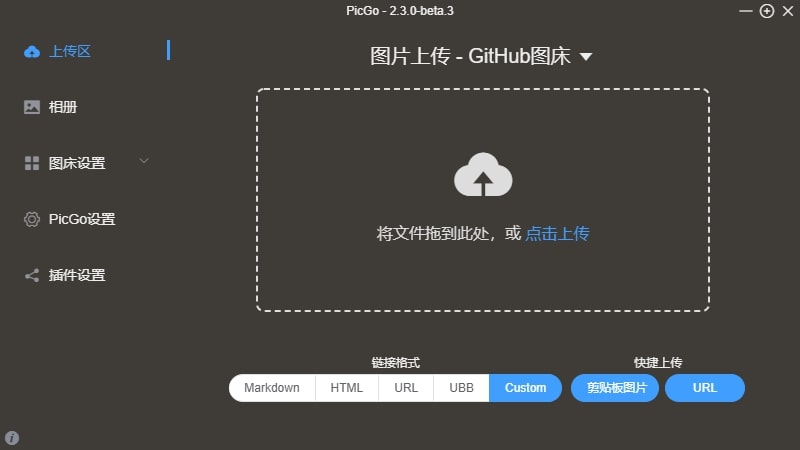 PicGo - 2.3.0-beta.3
上传区
相册
图床设置
PicGo设置
插件设置
图片上传 - GitHub图床
将文件拖到此处，或 点击上传
链接格式
Markdown HTML URL UBB Custom
快捷上传
剪贴板图片 URL